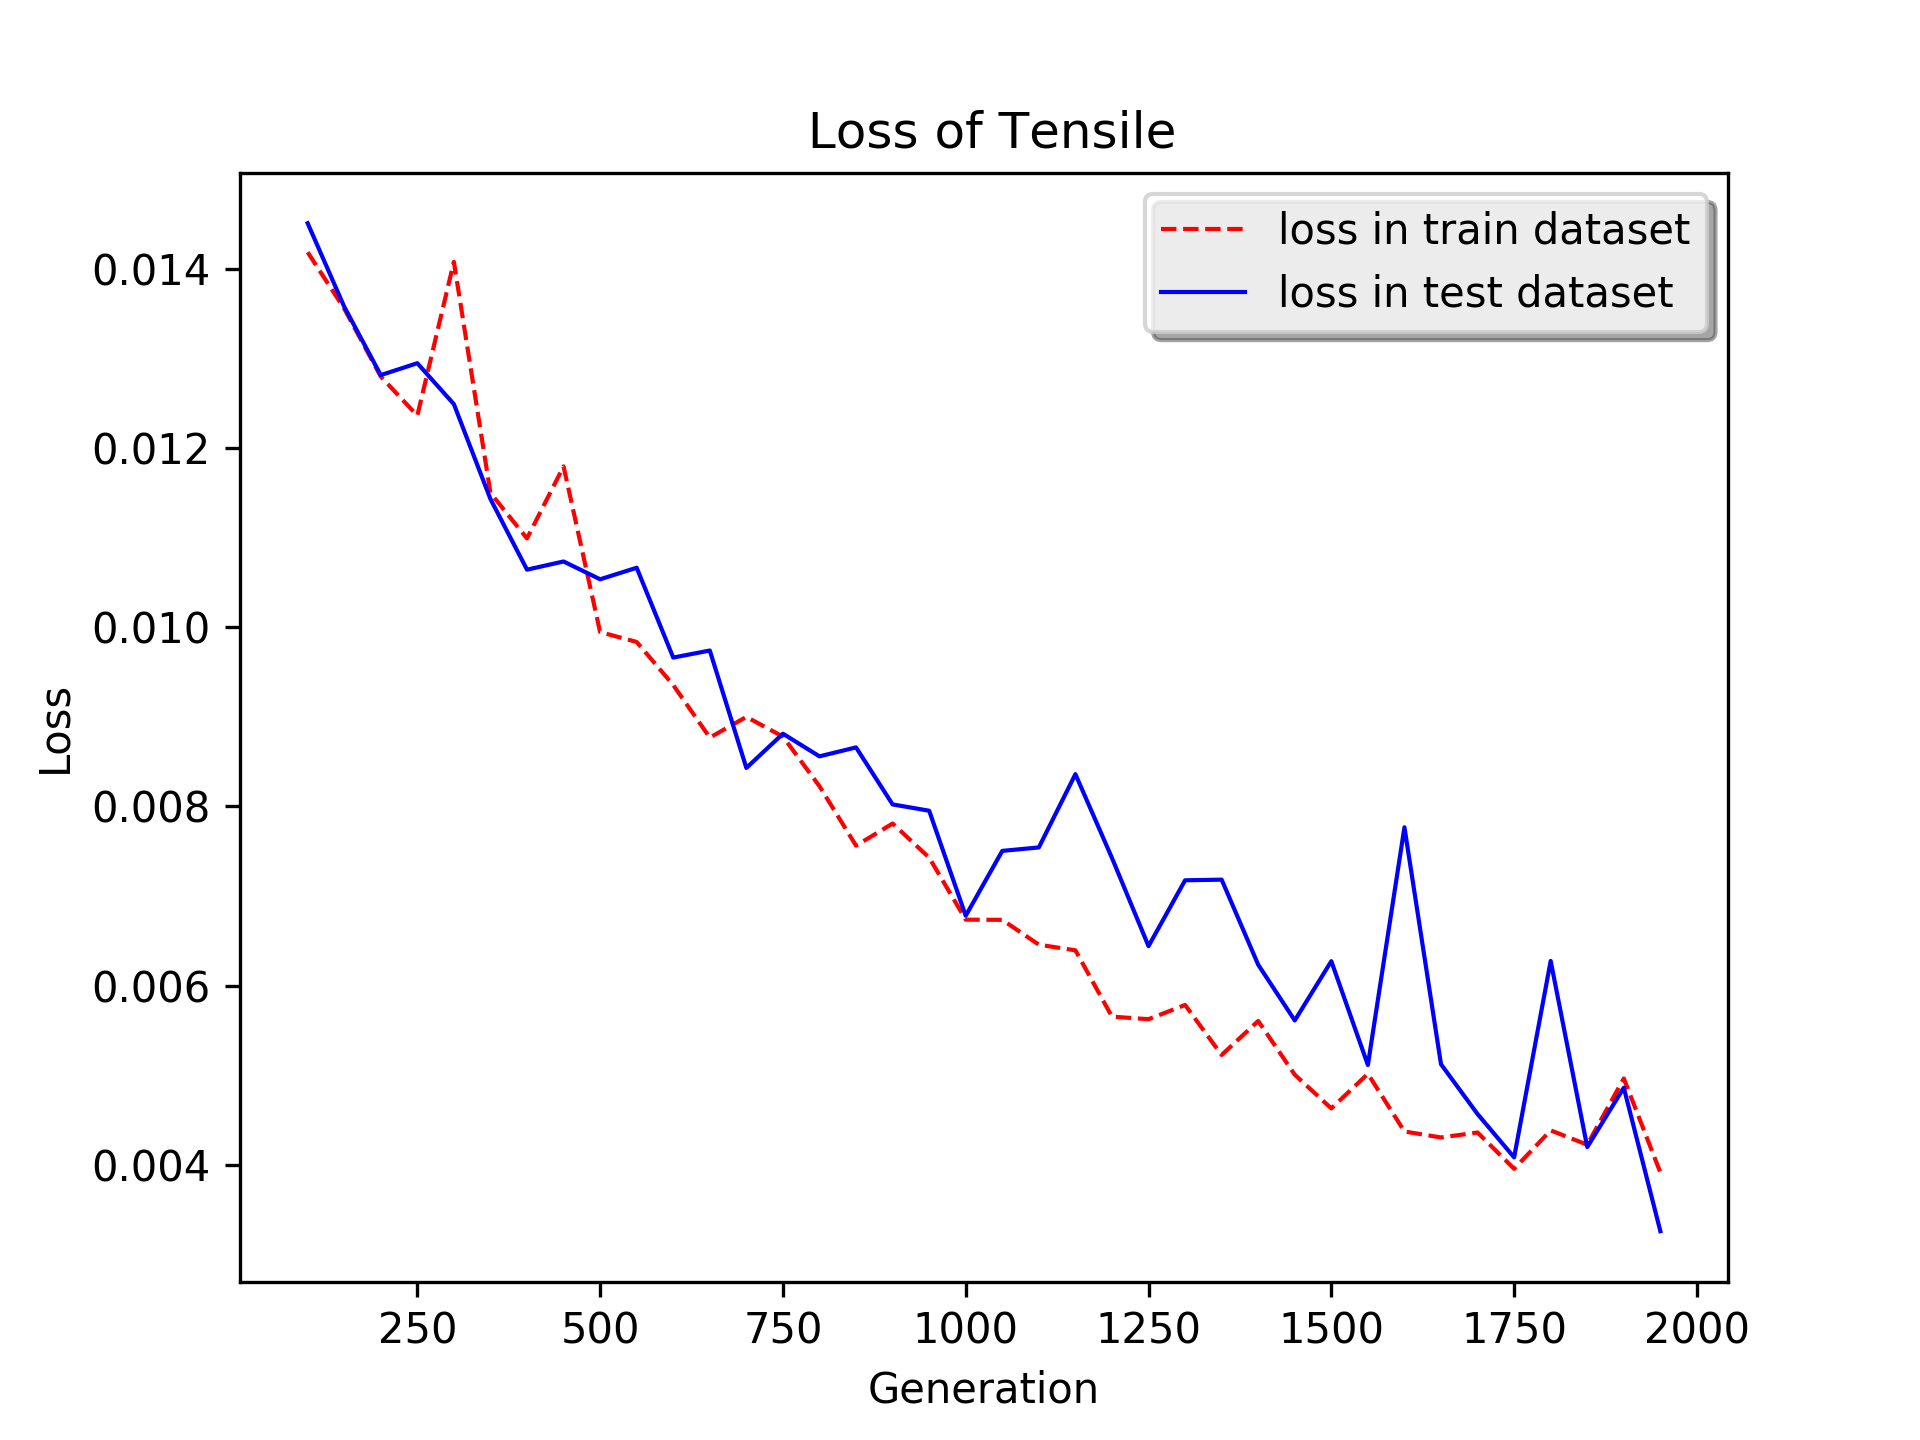 Loss of Tensile
loss in train dataset
loss in test dataset
0.014
0.012
0.010
0.008
0.006
0.004
Loss
250 500 750 1000 1250 1500 1750 2000
Generation